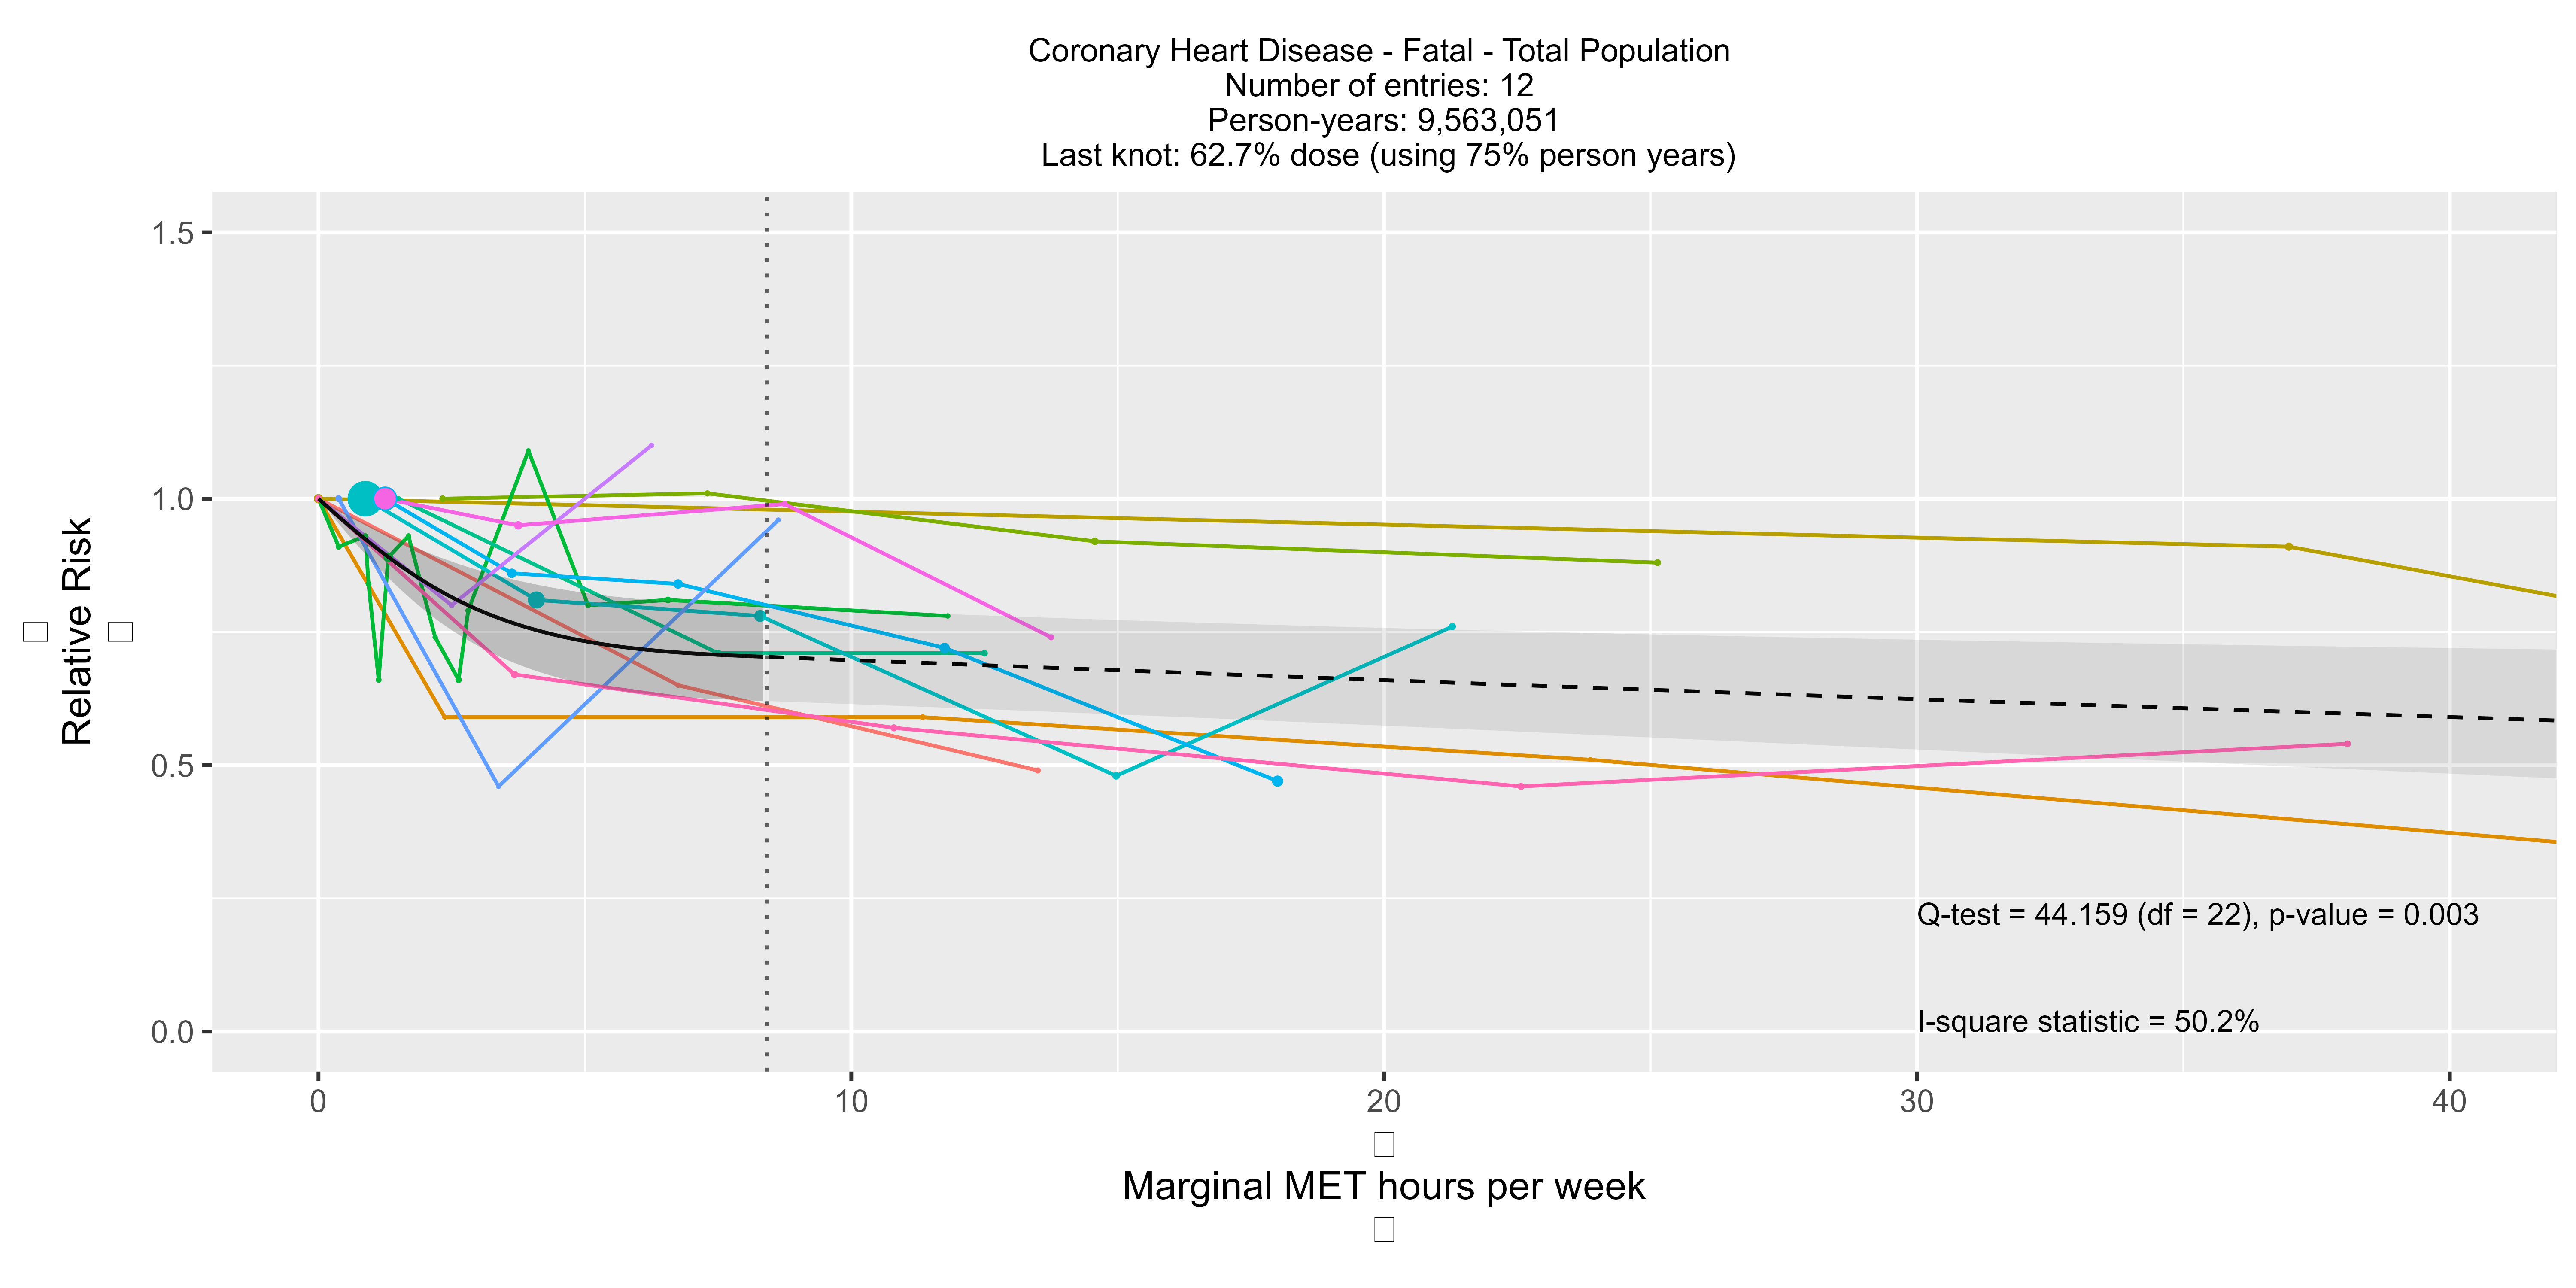 Coronary Heart Disease - Fatal - Total Population
Number of entries: 12
Person-years: 9,563,051
Last knot: 62.7% dose (using 75% person years)
1.5
1.0
0.5
0.0
Relative Risk
Q-test = 44.159 (df = 22), p-value = 0.003
I-square statistic = 50.2%
0 10 20 30 40
Marginal MET hours per week